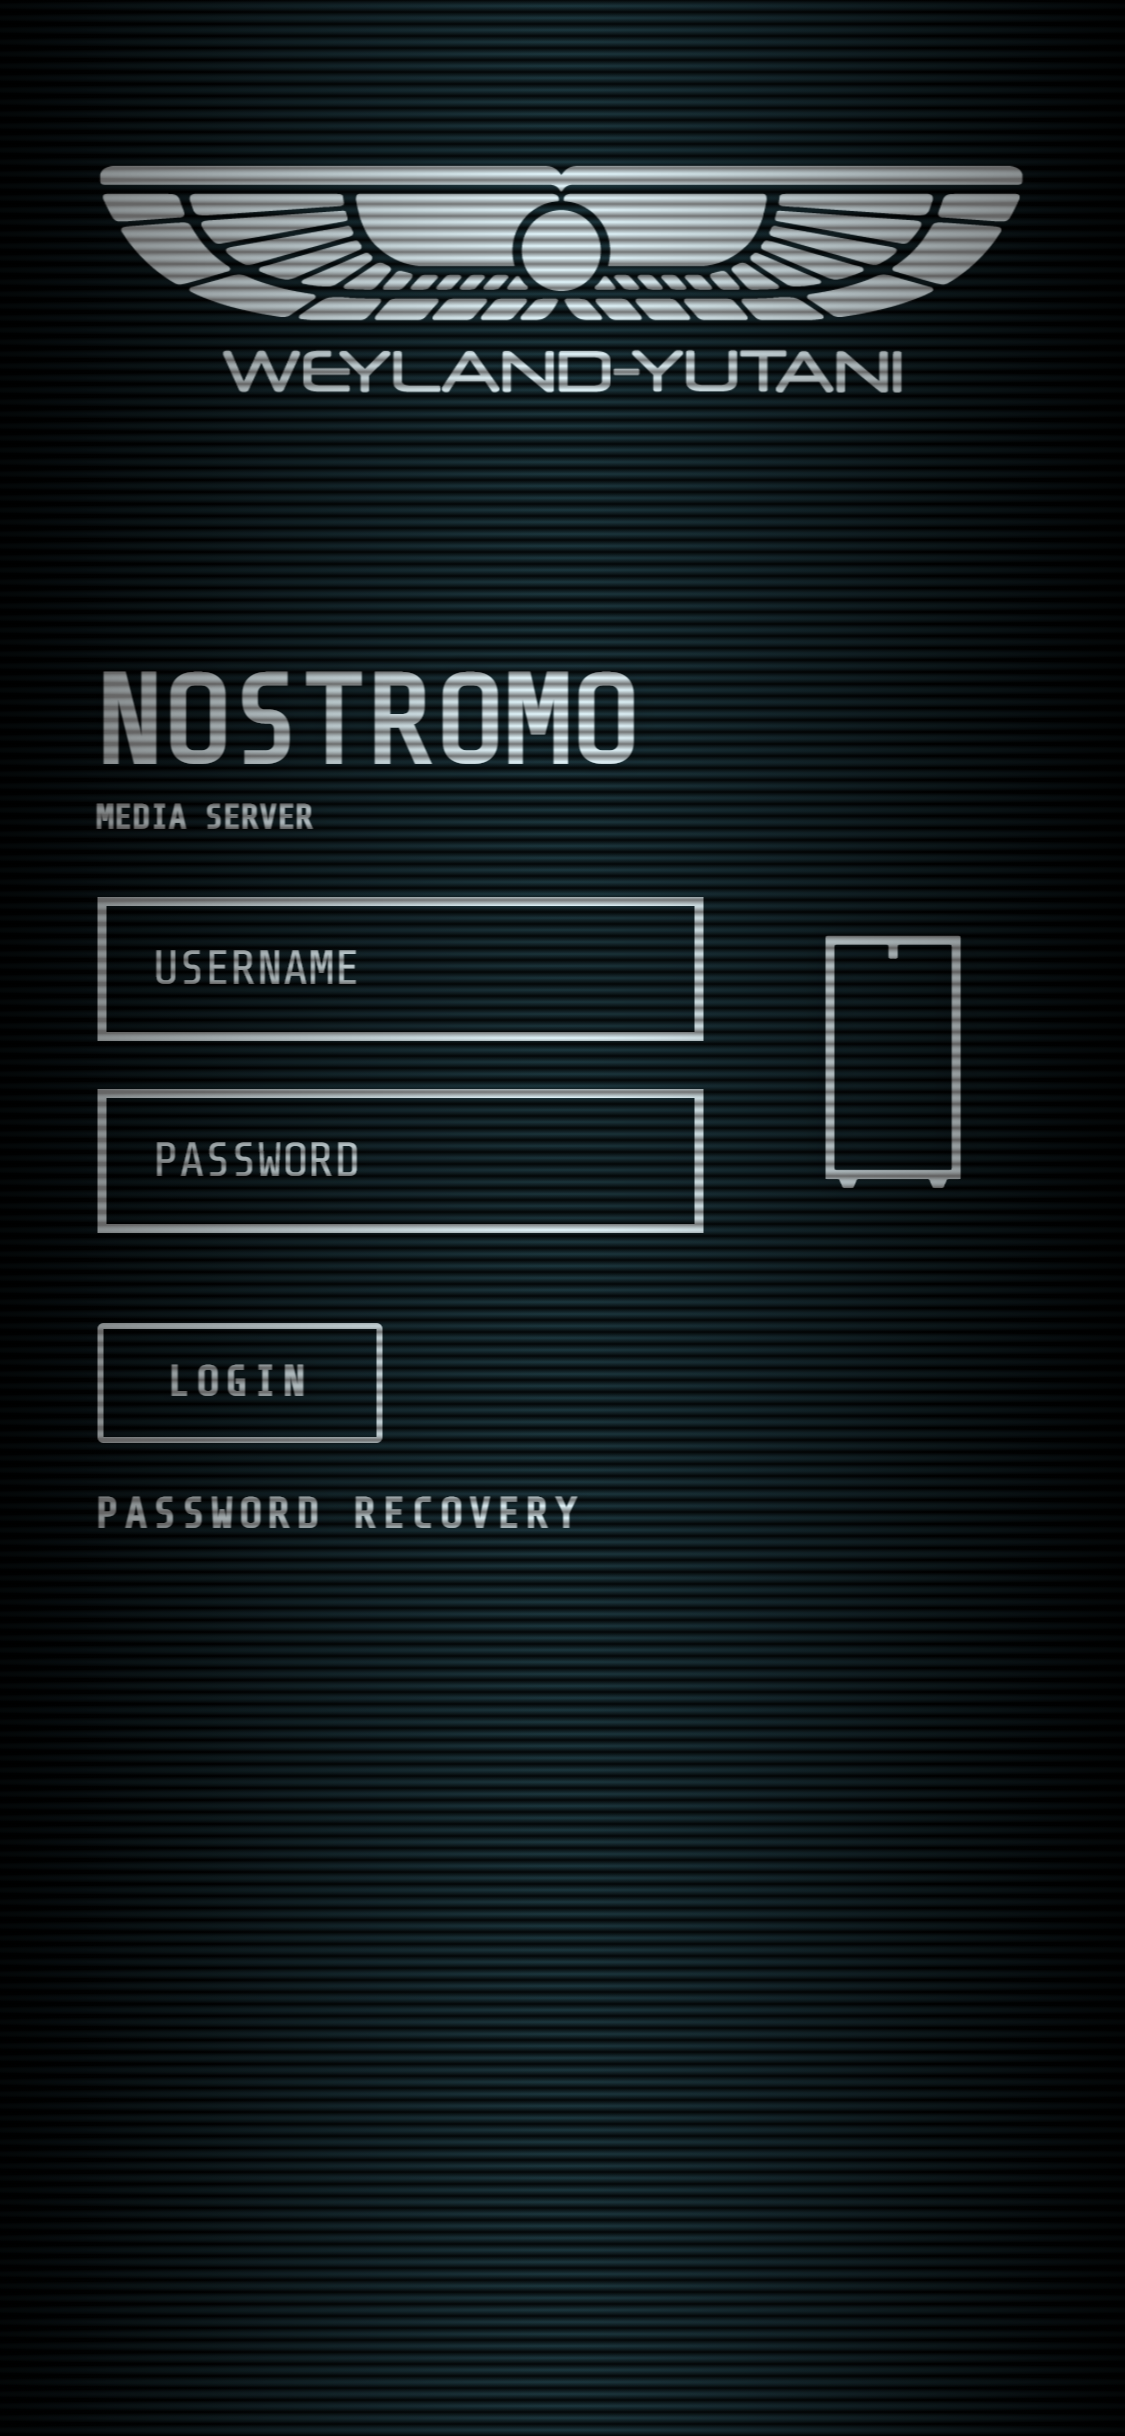 WEYLAND-YUTANI
NOSTROMO
MEDIA SERVER
USERNAME
PASSWORD
LOGIN
PASSWORD RECOVERY